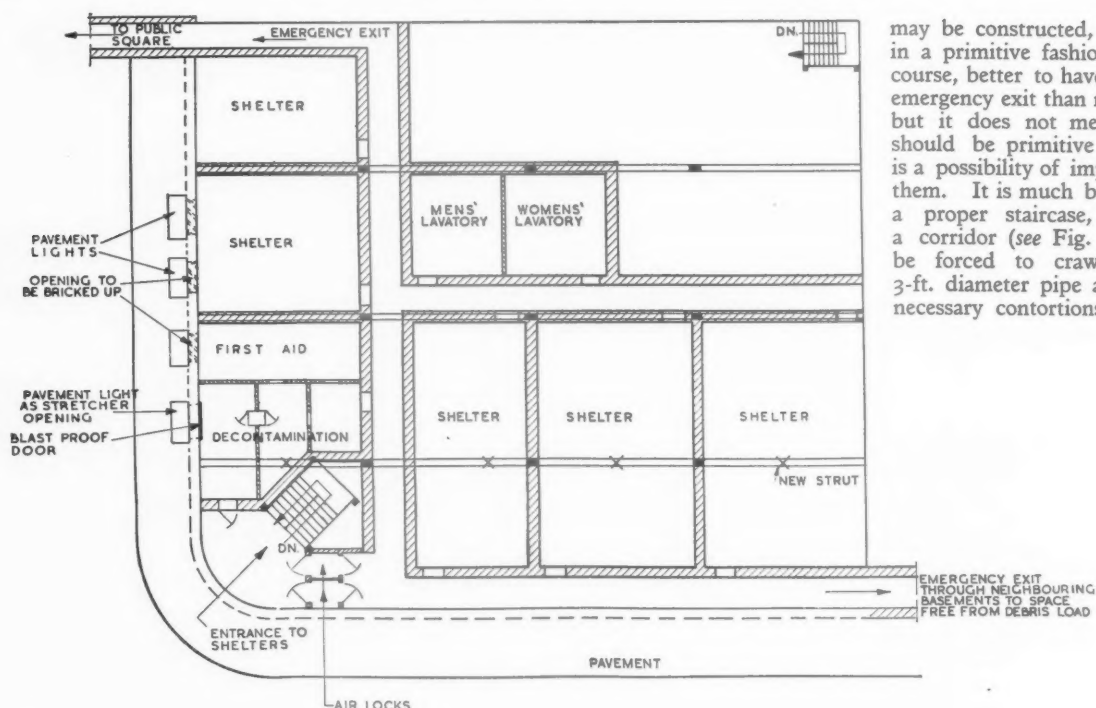 TO PUBLIC
SQUARE
EMERGENCY EXIT
DN.
SHELTER
MENS'
LAVATORY
WOMENS'
LAVATORY
PAVEMENT
LIGHTS
SHELTER
OPENING TO
BE BRICKED UP
FIRST AID
PAVEMENT LIGHT
AS STRETCHER
OPENING
BLAST PROOF
DOOR
DECONTAMINATION
SHELTER
SHELTER
SHELTER
NEW STRUT
DN.
ENTRANCE TO
SHELTERS
AIR LOCKS
PAVEMENT
EMERGENCY EXIT
THROUGH NEIGHBOURING
BASEMENTS TO SPACE
FREE FROM DEBRIS LOAD
may be constructed,
in a primitive fashio
course, better to have
emergency exit than
but it does not me
should be primitive
is a possibility of imp
them. It is much b
a proper staircase,
a corridor (see Fig.
be forced to craw
3-ft. diameter pipe a
necessary contortions